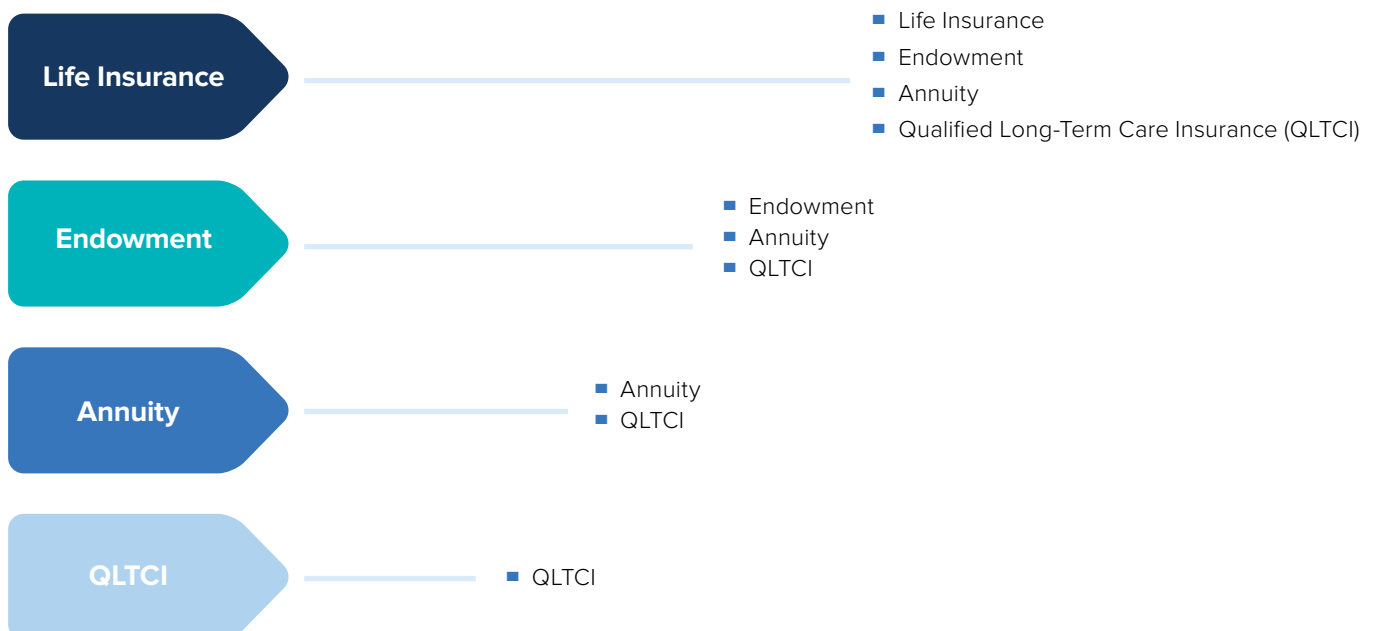 Life Insurance
Life Insurance
Endowment
Annuity
Qualified Long-Term Care Insurance (QLTCI)
Endowment
Endowment
Annuity
QLTCI
Annuity
Annuity
QLTCI
QLTCI
QLTCI